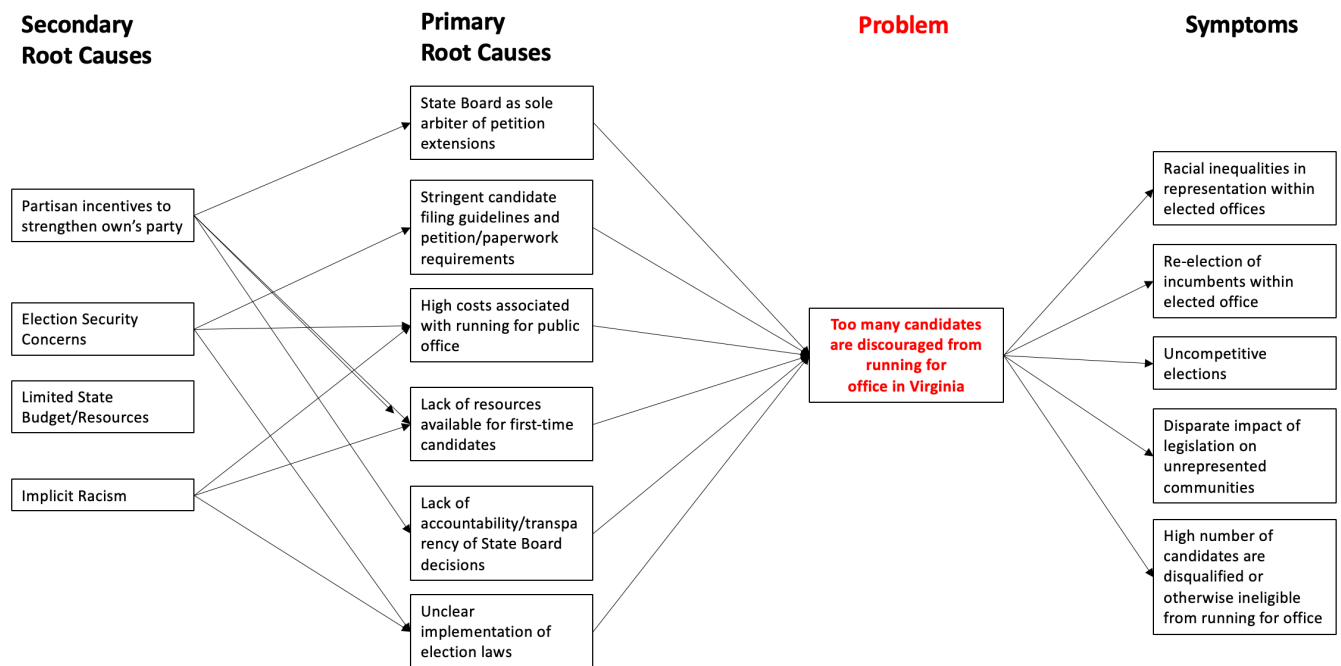 Secondary
Root Causes
Primary
Root Causes
Problem
Symptoms
Partisan incentives to
strengthen own's party
Election Security
Concerns
Limited State
Budget/Resources
Implicit Racism
State Board as sole
arbiter of petition
extensions
Stringent candidate
filing guidelines and
petition/paperwork
requirements
High costs associated
with running for public
office
Lack of resources
available for first-time
candidates
Lack of
accountability/transpa
rency of State Board
decisions
Unclear
implementation of
election laws
Too many candidates
are discouraged from
running for
office in Virginia
Racial inequalities in
representation within
elected offices
Re-election of
incumbents within
elected office
Uncompetitive
elections
Disparate impact of
legislation on
unrepresented
communities
High number of
candidates are
disqualified or
otherwise ineligible
from running for office